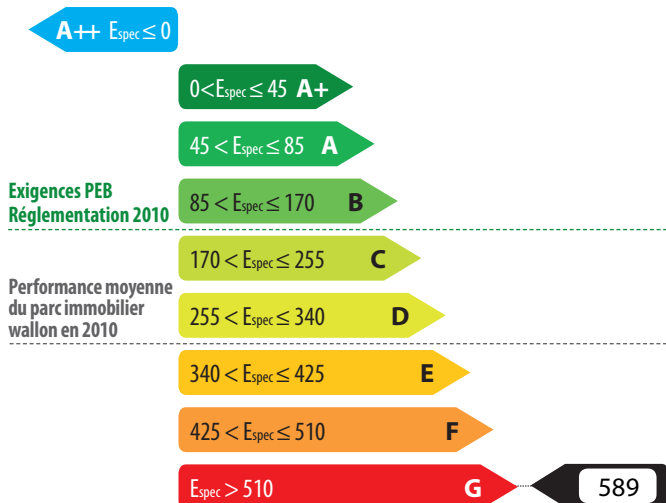 A++ Espec ≤ 0
0 < Espec ≤ 45 A+
45 < Espec ≤ 85 A
Exigences PEB
Réglementation 2010
85 < Espec ≤ 170 B
170 < Espec ≤ 255 C
Performance moyenne
du parc immobilier
wallon en 2010
255 < Espec ≤ 340 D
340 < Espec ≤ 425 E
425 < Espec ≤ 510 F
Espec > 510 G
589